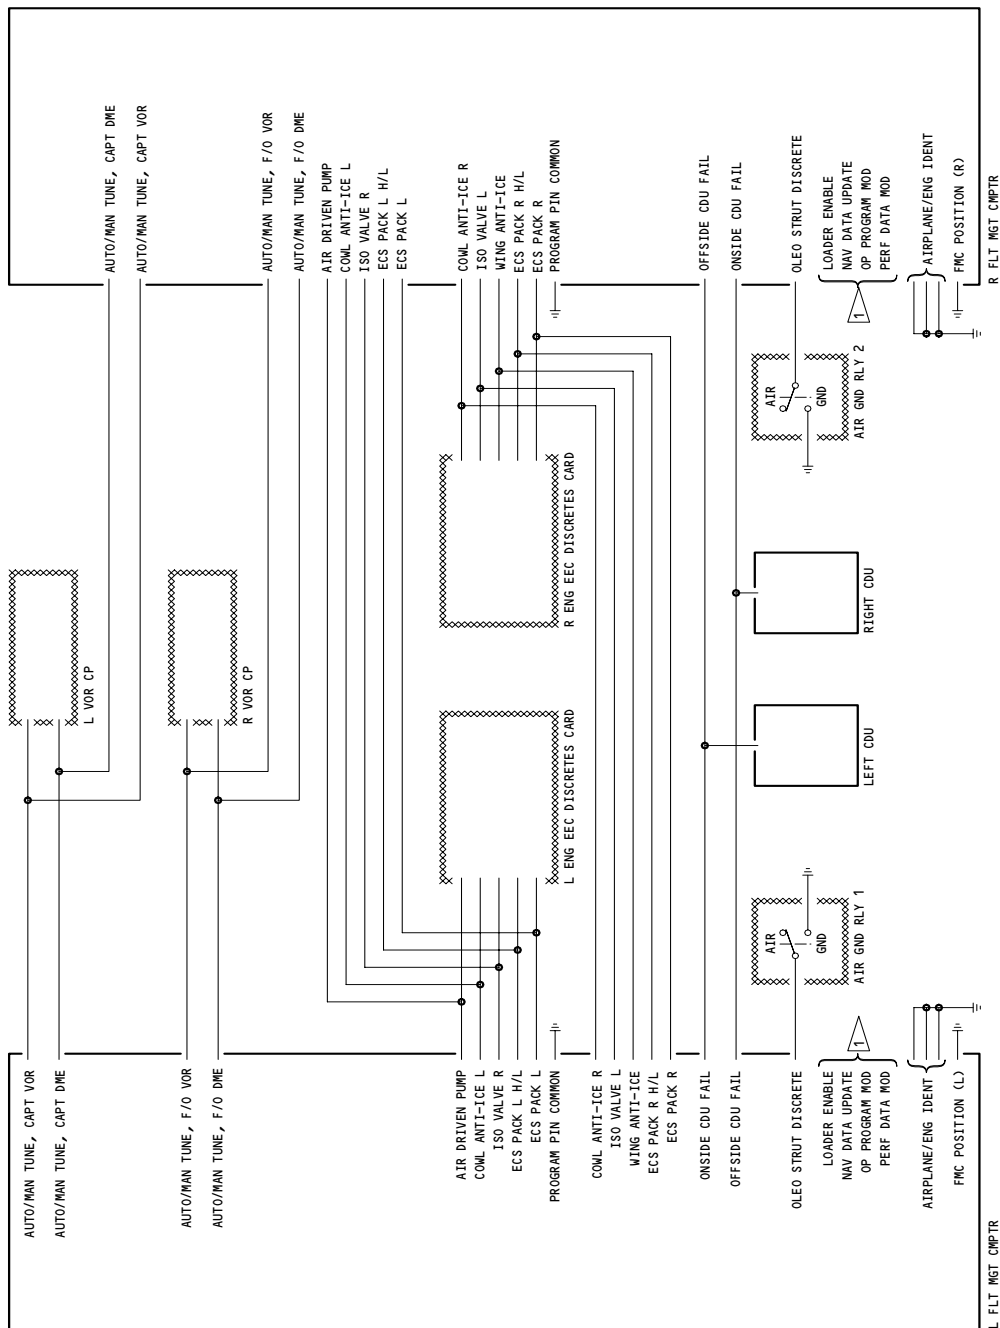 AUTO/MAN TUNE, CAPT VOR
AUTO/MAN TUNE, CAPT DME
AUTO/MAN TUNE, F/O VOR
AUTO/MAN TUNE, F/O DME
AIR DRIVEN PUMP
COWL ANTI-ICE L
ISO VALVE R
ECS PACK L H/L
ECS PACK L
PROGRAM PIN COMMON
COWL ANTI-ICE R
ISO VALVE L
WING ANTI-ICE
ECS PACK R H/L
ECS PACK R
ONSIDE CDU FAIL
OFFSIDE CDU FAIL
OLEO STRUT DISCRETE
LOADER ENABLE
NAV DATA UPDATE
OP PROGRAM MOD
PERF DATA MOD
1
AIRPLANE/ENG IDENT
FMC POSITION (L)
L FLT MGT CMPTR
L VOR CP
R VOR CP
L ENG EEC DISCRETES CARD
R ENG EEC DISCRETES CARD
AIR
GND
AIR GND RLY 1
LEFT CDU
RIGHT CDU
AIR
GND
AIR GND RLY 2
AUTO/MAN TUNE, CAPT DME
AUTO/MAN TUNE, CAPT VOR
AUTO/MAN TUNE, F/O VOR
AUTO/MAN TUNE, F/O DME
AIR DRIVEN PUMP
COWL ANTI-ICE L
ISO VALVE R
ECS PACK L H/L
ECS PACK L
COWL ANTI-ICE R
ISO VALVE L
WING ANTI-ICE
ECS PACK R H/L
ECS PACK R
PROGRAM PIN COMMON
OFFSIDE CDU FAIL
ONSIDE CDU FAIL
OLEO STRUT DISCRETE
LOADER ENABLE
NAV DATA UPDATE
OP PROGRAM MOD
PERF DATA MOD
1
AIRPLANE/ENG IDENT
FMC POSITION (R)
R FLT MGT CMPTR